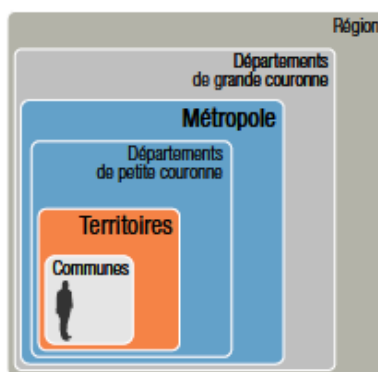 Région
Départements
de grande couronne
Métropole
Départements
de petite couronne
Territoires
Communes